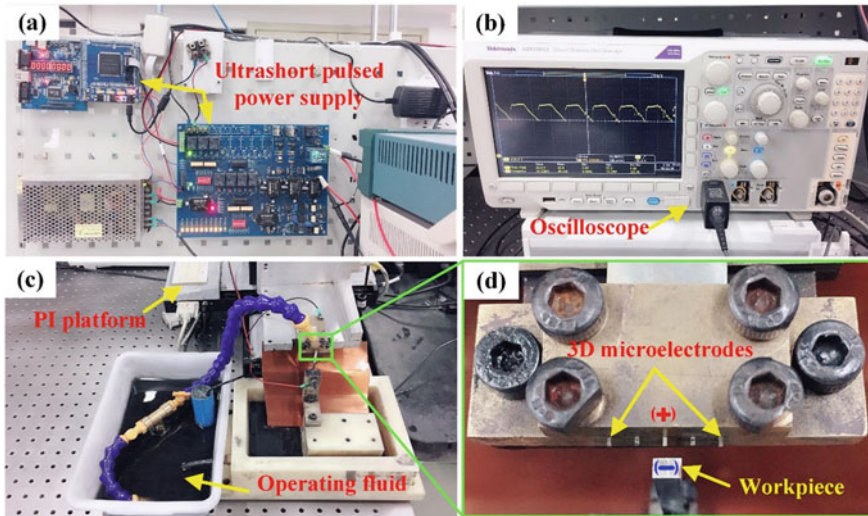 (a)
Ultrashort pulsed
power supply
(b)
Tektronix
Oscilloscope
(c)
PI platform
Operating fluid
(d)
3D microelectrodes
(+)
(−)
Workpiece